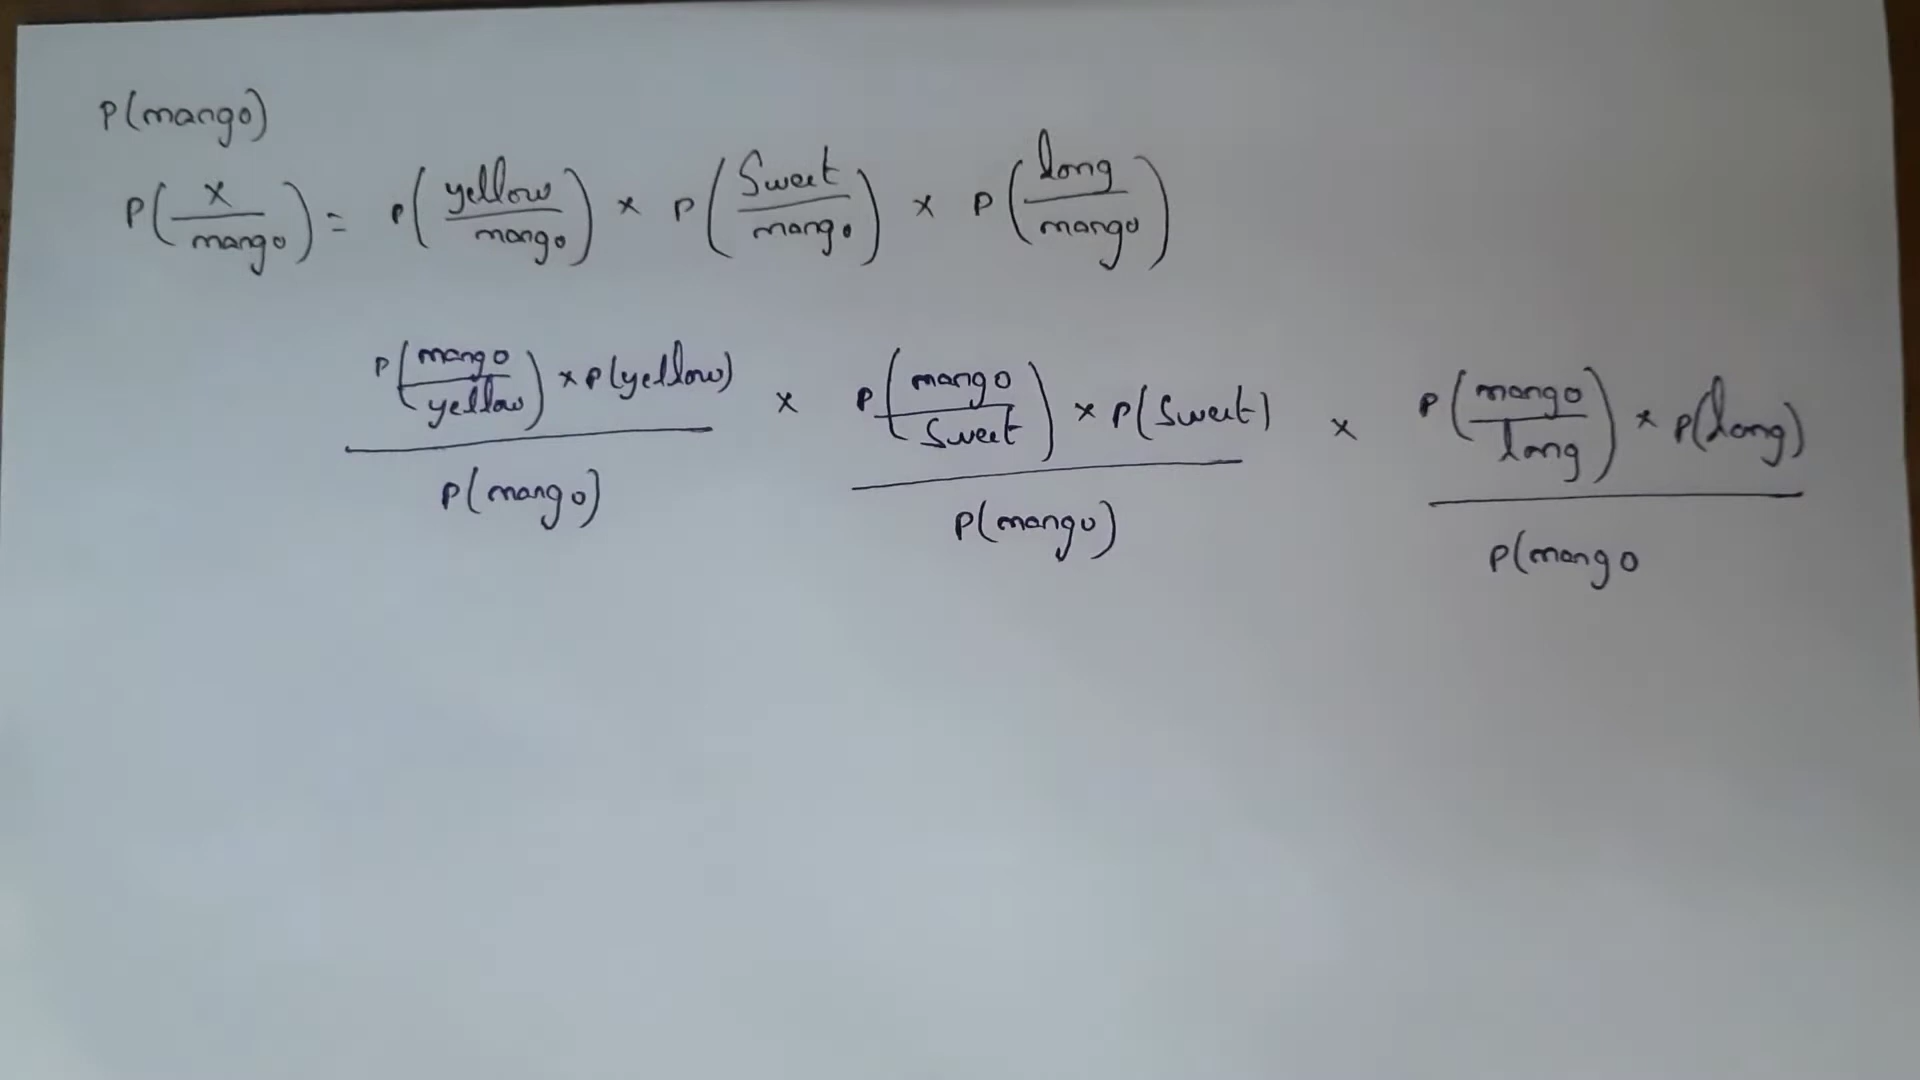 P(mango)
P(x/mango) = P(yellow/mango) × P(Sweet/mango) × P(long/mango)
P(mango/yellow) × P(yellow) × P(mango/Sweet) × P(Sweet) × P(mango/long) × P(long)
P(mango) P(mango) P(mango